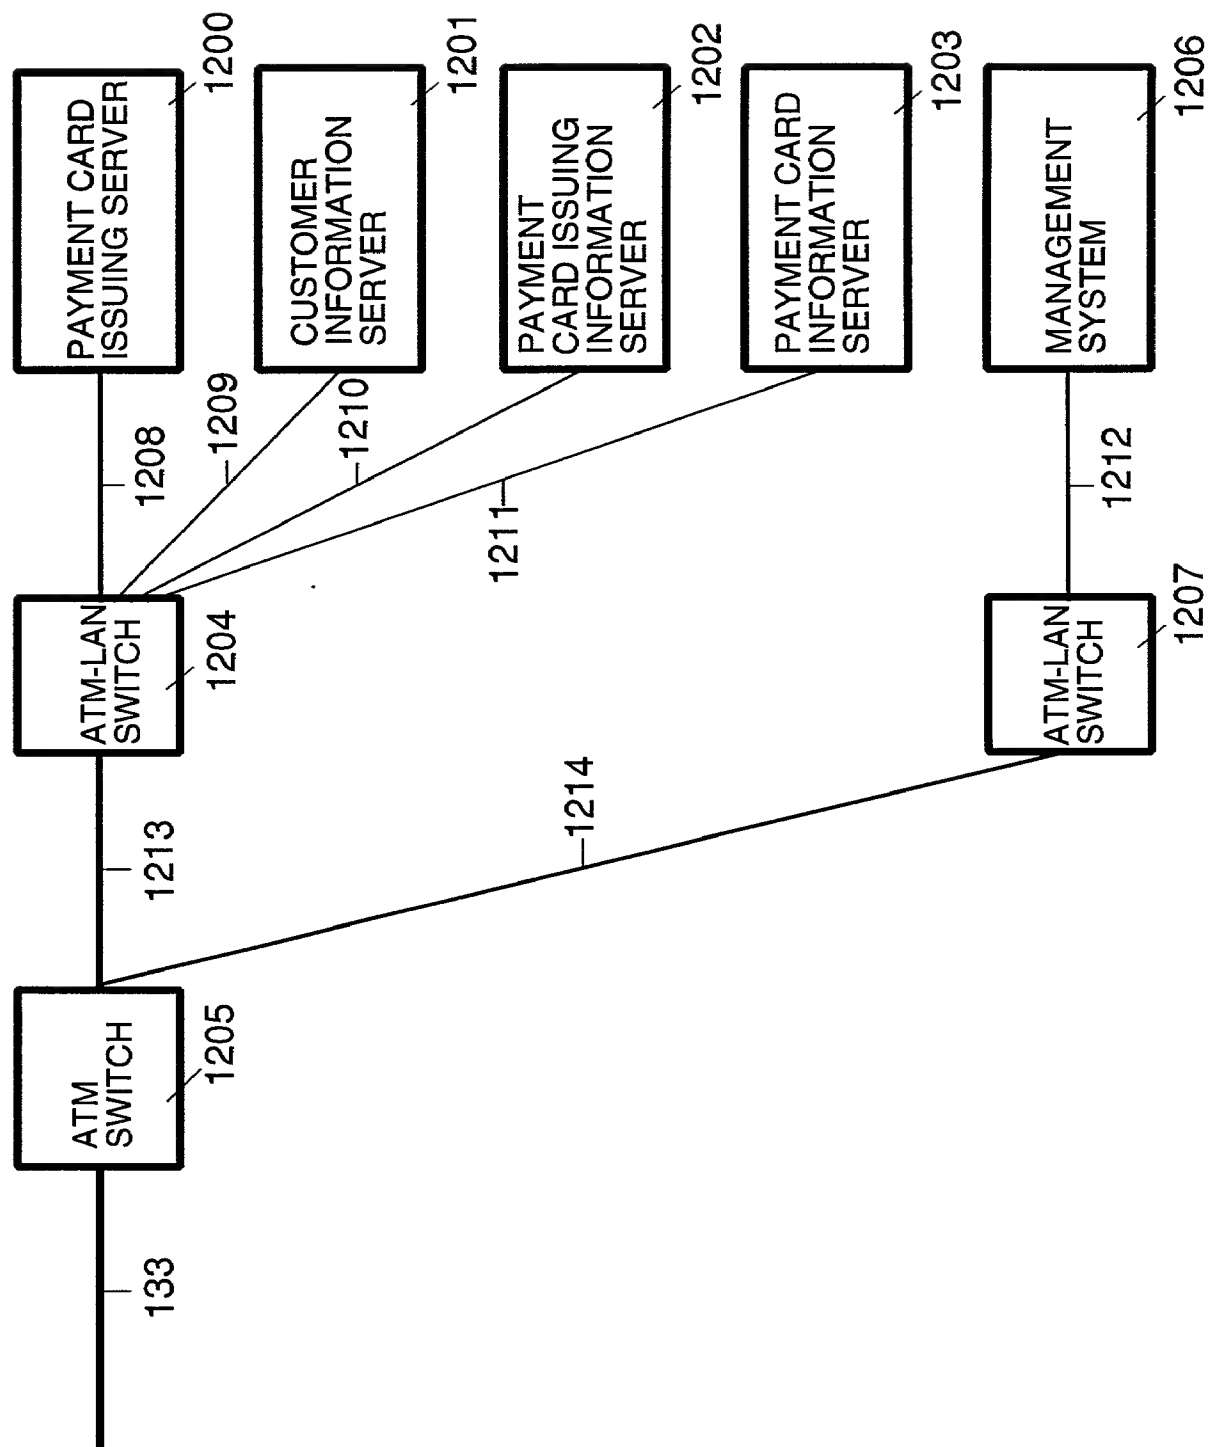 PAYMENT CARD
ISSUING SERVER
1200
CUSTOMER
INFORMATION
SERVER
1201
PAYMENT
CARD ISSUING
INFORMATION
SERVER
1202
PAYMENT CARD
INFORMATION
SERVER
1203
MANAGEMENT
SYSTEM
1206
1208
1209
1210
1211
1212
ATM-LAN
SWITCH
1204
ATM-LAN
SWITCH
1207
1213
1214
ATM
SWITCH
1205
133